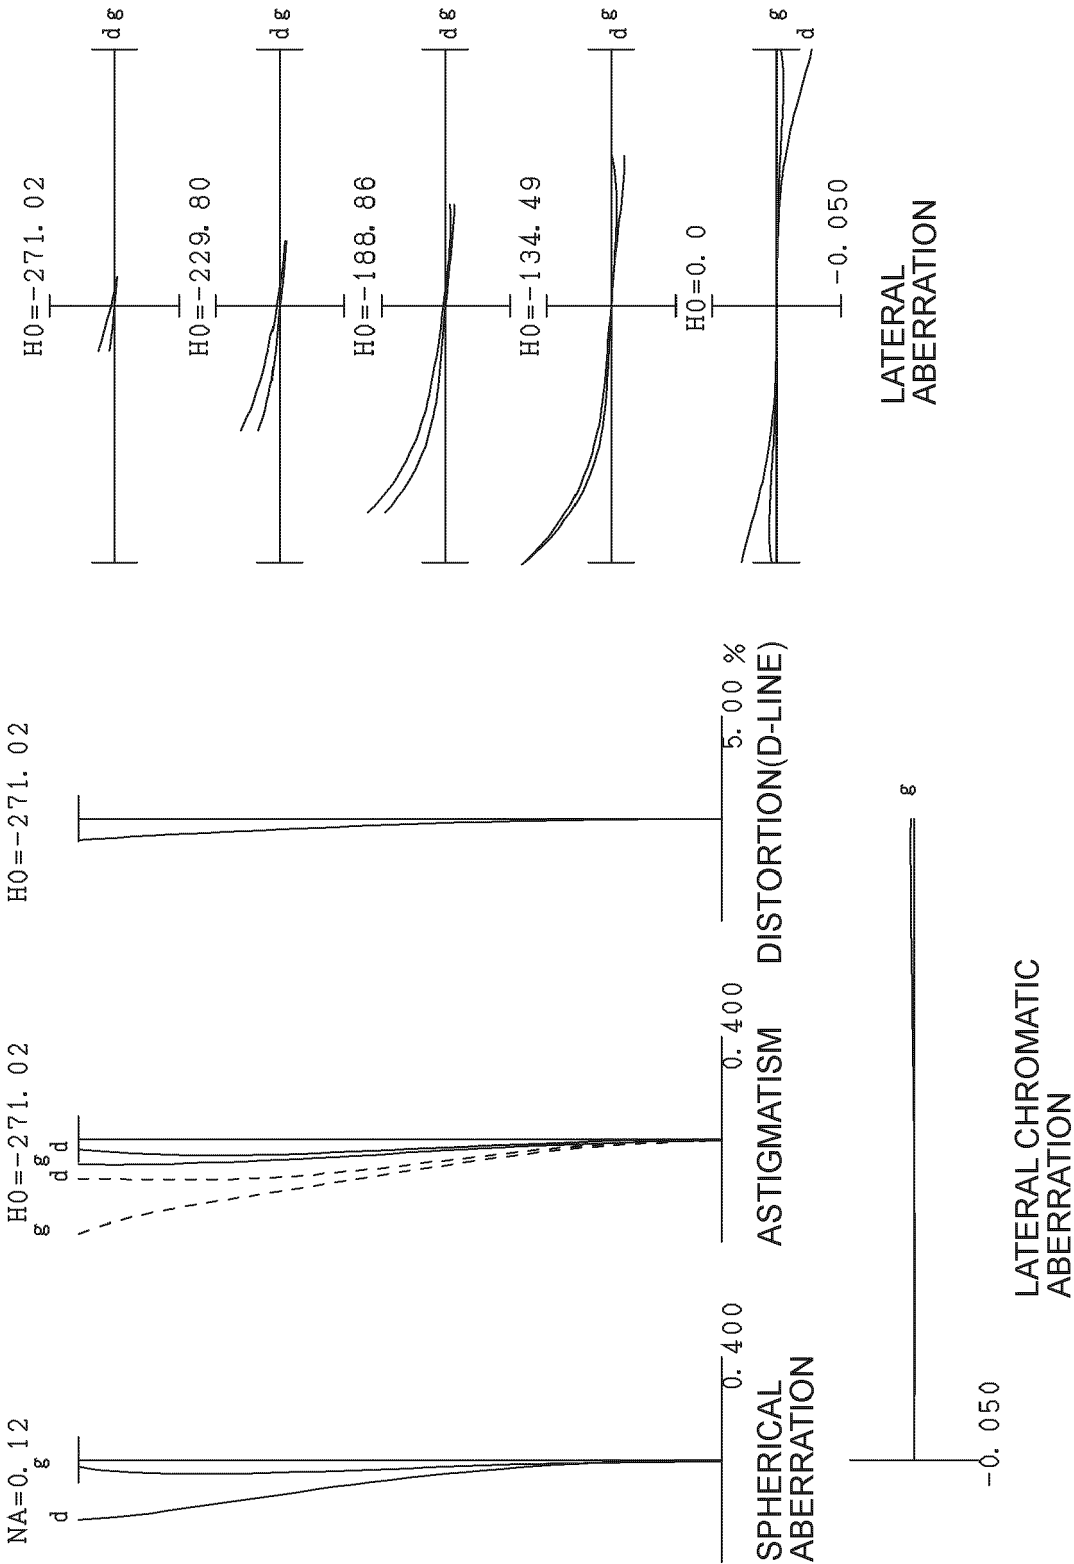 NA=0. 12
d
g
0. 400
SPHERICAL
ABERRATION
H0=-271. 02
g
d
g
d
0. 400
ASTIGMATISM
H0=-271. 02
5. 00 %
DISTORTION(D-LINE)
g
-0. 050
LATERAL CHROMATIC
ABERRATION
H0=-271. 02
d g
H0=-229. 80
d g
H0=-188. 86
d g
H0=-134. 49
d g
H0=0. 0
g
d
-0. 050
LATERAL
ABERRATION